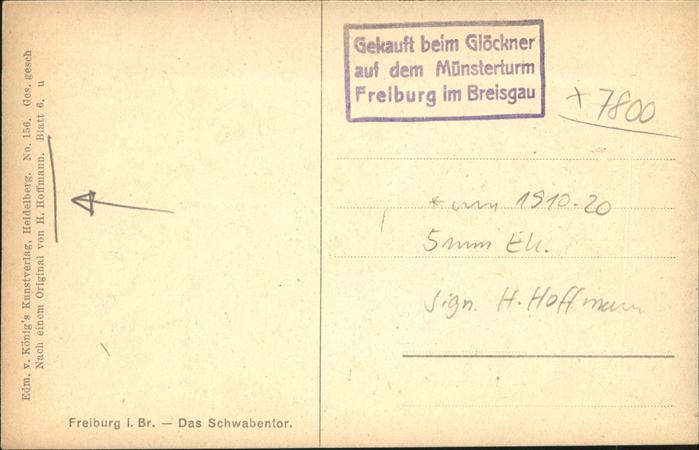 Edm. v. König's Kunstverlag, Heidelberg. No. 156. Ges. gesch
Nach einem Original von H. Hoffmann. Blatt 6. u
Gekauft beim Glöckner
auf dem Münsterturm
Freiburg im Breisgau
+ 7800
* um 1910-20
5mm Ek.
sign. H. Hoffmann
Freiburg i. Br. — Das Schwabentor.